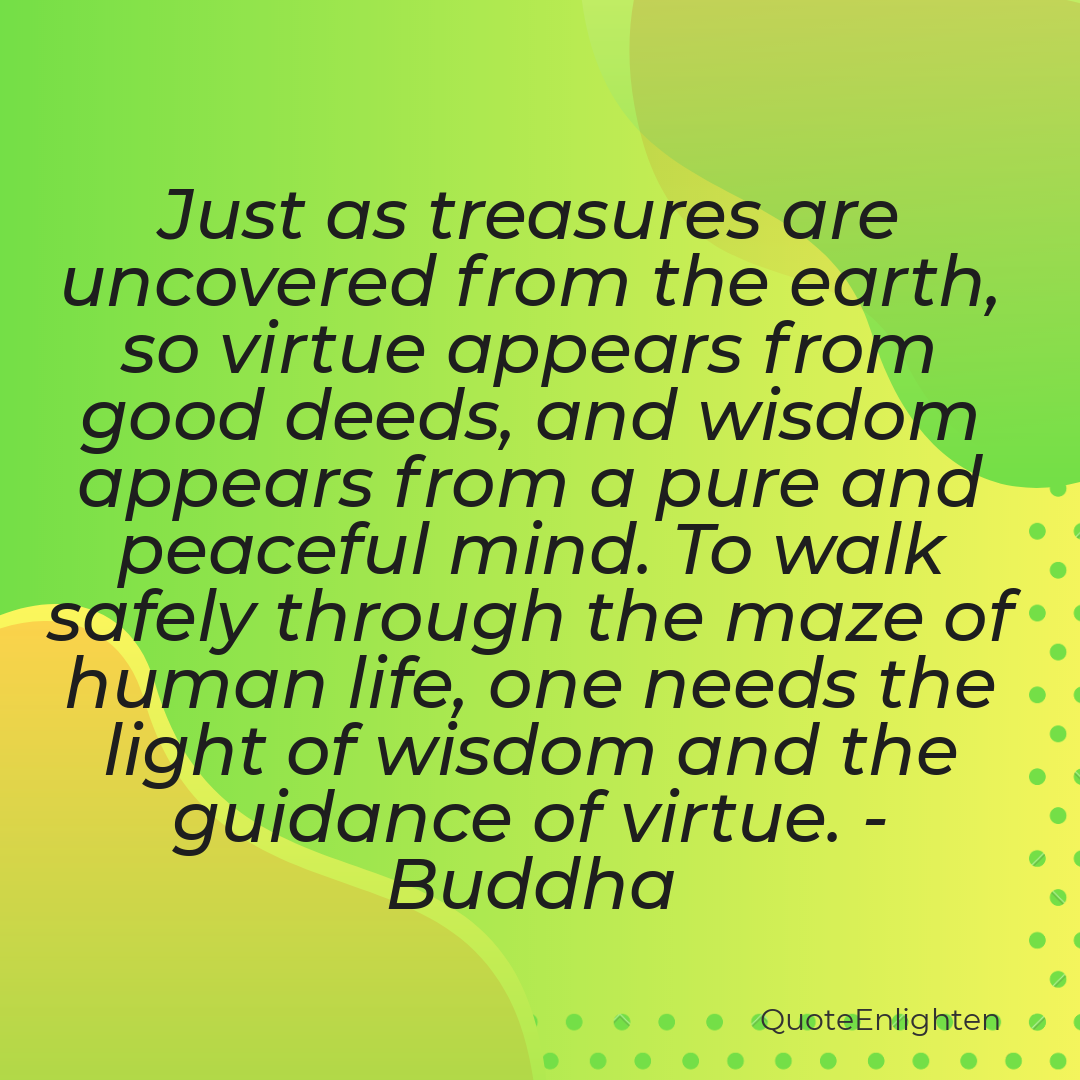 Just as treasures are
uncovered from the earth,
so virtue appears from
good deeds, and wisdom
appears from a pure and
peaceful mind. To walk
safely through the maze of
human life, one needs the
light of wisdom and the
guidance of virtue. -
Buddha
QuoteEnlighten